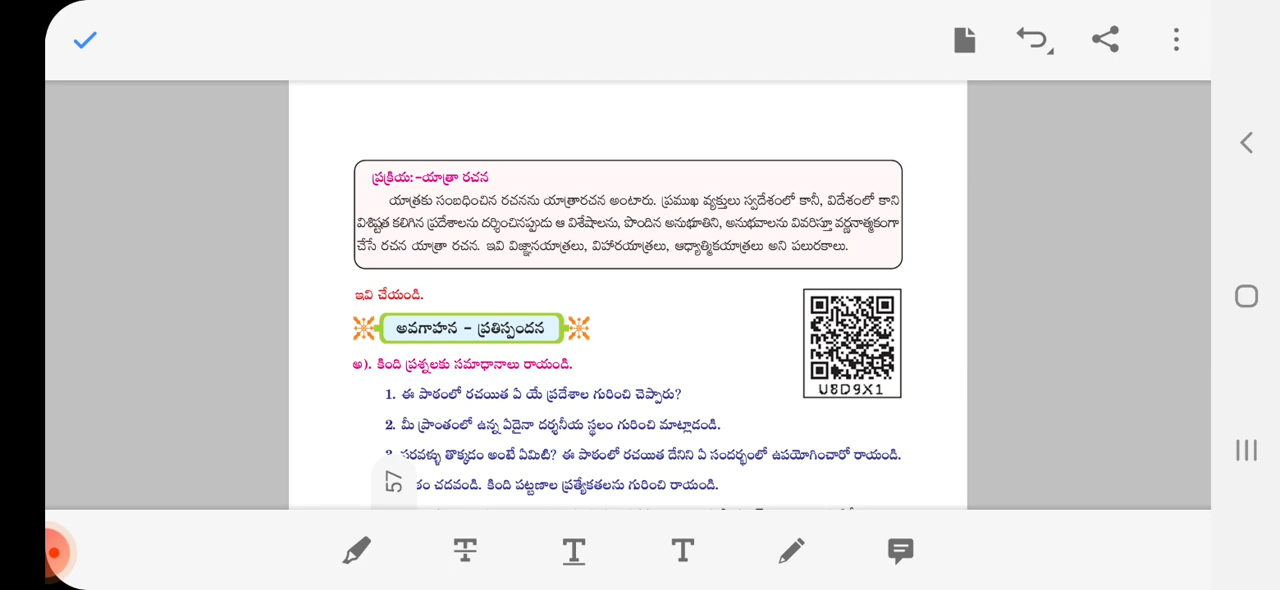 ప్రక్రియ:-యాత్రా రచన
యాత్రకు సంబధించిన రచనను యాత్రారచన అంటారు. ప్రముఖ వ్యక్తులు స్వదేశంలో కానీ, విదేశంలో కాని
విశిష్టత కలిగిన ప్రదేశాలను దర్శించినప్పుడు ఆ విశేషాలను, పొందిన అనుభూతిని, అనుభవాలను వివరిస్తూ వర్ణనాత్మకంగా
చేసే రచన యాత్రా రచన. ఇవి విజ్ఞానయాత్రలు, విహారయాత్రలు, ఆధ్యాత్మికయాత్రలు అని పలురకాలు.
ఇవి చేయండి.
అవగాహన - ప్రతిస్పందన
అ). కింది ప్రశ్నలకు సమాధానాలు రాయండి.
U8D9X1
1. ఈ పాఠంలో రచయిత ఏ యే ప్రదేశాల గురించి చెప్పారు?
2. మీ ప్రాంతంలో ఉన్న ఏదైనా దర్శనీయ స్థలం గురించి మాట్లాడండి.
తొక్కడం అంటే ఏమిటి? ఈ పాఠంలో రచయిత దేనిని ఏ సందర్భంలో ఉపయోగించారో రాయండి.
చదవండి. కింది పట్టణాల ప్రత్యేకతలను గురించి రాయండి.
57